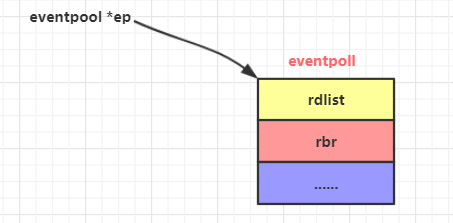 eventpool *ep
eventpoll
rdlist
rbr
......